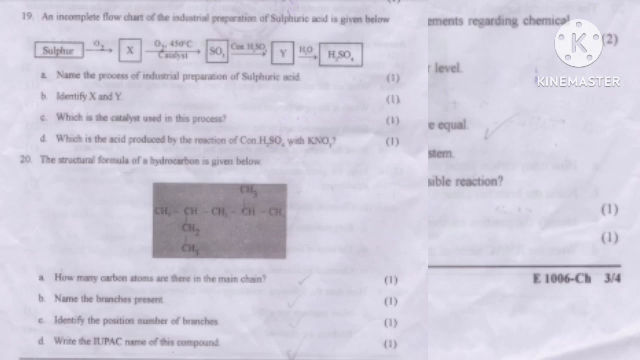 19. An incomplete flow chart of the industrial preparation of Sulphuric acid is given below
Sulphur O₂ X O₂, 450°C Catalyst SO₃ Con. H₂SO₄ Y H₂O H₂SO₄
a. Name the process of industrial preparation of Sulphuric acid. (1)
b. Identify X and Y. (1)
c. Which is the catalyst used in this process? (1)
d. Which is the acid produced by the reaction of Con.H₂SO₄ with KNO₃? (1)
20. The structural formula of a hydrocarbon is given below.
CH₃
CH₃ – CH – CH₂ – CH – CH₃
CH₂
CH₃
a. How many carbon atoms are there in the main chain? (1)
b. Name the branches present. (1)
c. Identify the position number of branches. (1)
d. Write the IUPAC name of this compound. (1)
ements regarding chemical
(2)
level.
e equal.
stem.
sible reaction?
(1)
(1)
E 1006-Ch 3/4
K
KINEMASTER